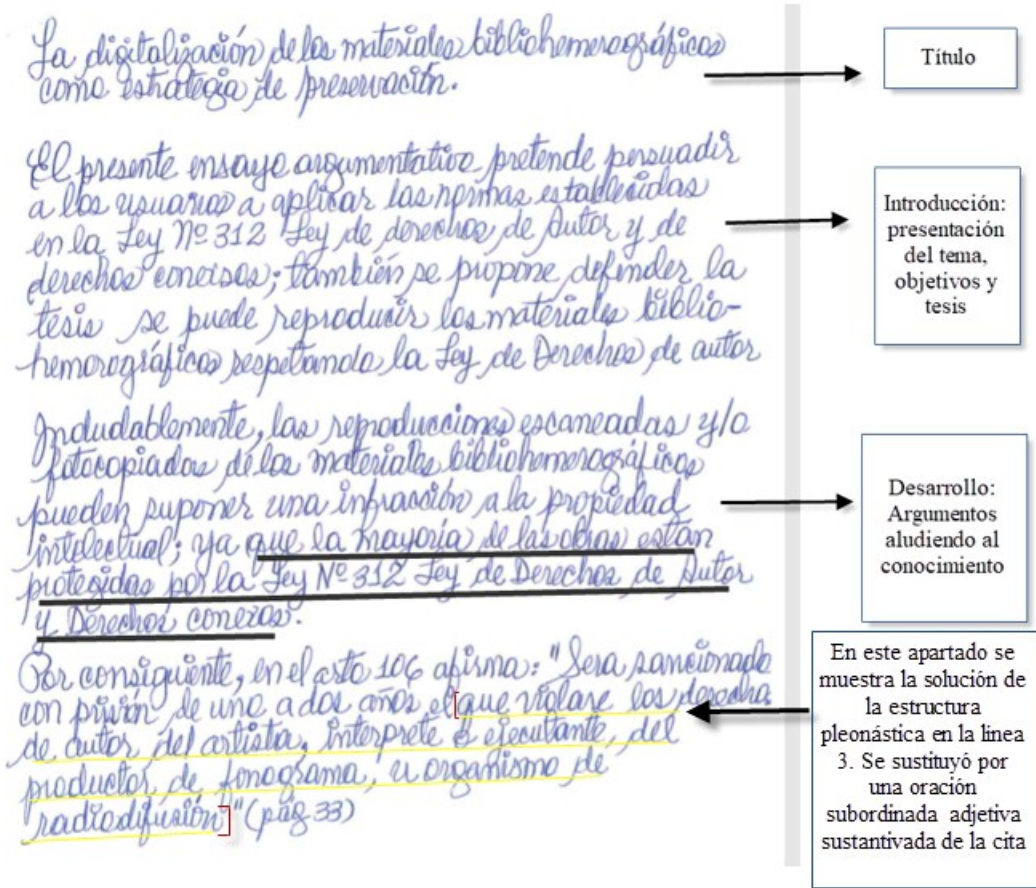 La digitalización de los materiales bibliohemerográficos
como estrategia de preservación.
Título
El presente ensayo argumentativo pretende persuadir
a los usuarios a aplicar las normas establecidas
en la Ley Nº 312 Ley de derechos de Autor y de
derechos conexos; también se propone defender la
tesis se puede reproducir los materiales biblio-
hemerográficos respetando la Ley de Derechos de autor
Introducción:
presentación
del tema,
objetivos y
tesis
Indudablemente, las reproducciones escaneadas y/o
fotocopiadas de los materiales bibliohemerográficos
pueden suponer una infracción a la propiedad
intelectual; ya que la mayoría de las obras estan
protegidas por la Ley Nº 312 Ley de Derechos de Autor
y Derechos conexos.
Desarrollo:
Argumentos
aludiendo al
conocimiento
Por consiguiente, en el arto 106 afirma: "Sera sancionado
con prisión de uno a dos años el [que violare los derechos
de autor, del artista, interprete o ejecutante, del
productor de fonograma, u organismo de
radiodifusión]" (pág 33)
En este apartado se
muestra la solución de
la estructura
pleonástica en la linea
3. Se sustituyó por
una oración
subordinada adjetiva
sustantivada de la cita